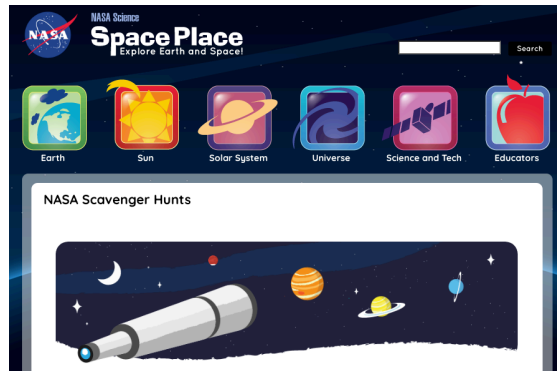 NASA
NASA Science
Space Place
Explore Earth and Space!
Search
Earth
Sun
Solar System
Universe
Science and Tech
Educators
NASA Scavenger Hunts